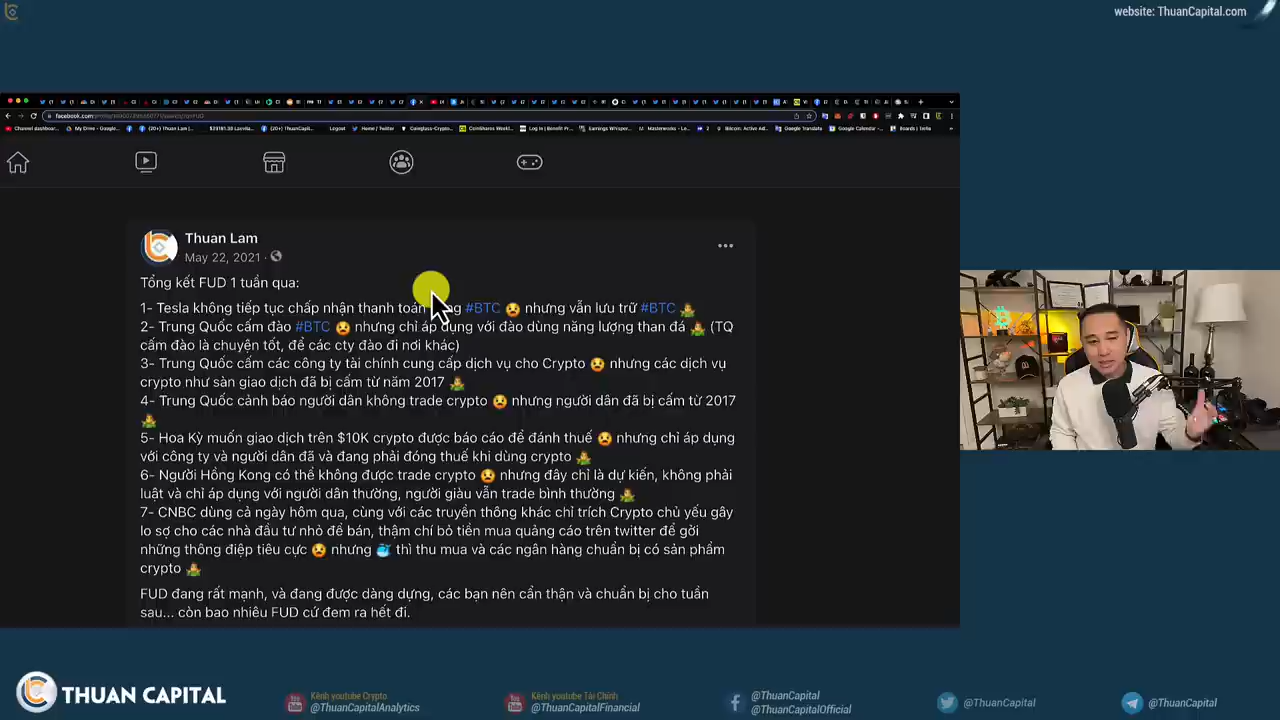 website: ThuanCapital.com
Thuan Lam
May 22, 2021 ·
Tổng kết FUD 1 tuần qua:
1- Tesla không tiếp tục chấp nhận thanh toán #BTC 😫 nhưng vẫn lưu trữ #BTC 🤷‍♂️
2- Trung Quốc cấm đào #BTC 😫 nhưng chỉ áp dụng với đào dùng năng lượng than đá 🤷‍♂️ (TQ
cấm đào là chuyện tốt, để các cty đào đi nơi khác)
3- Trung Quốc cấm các công ty tài chính cung cấp dịch vụ cho Crypto 😫 nhưng các dịch vụ
crypto như sàn giao dịch đã bị cấm từ năm 2017 🤷‍♂️
4- Trung Quốc cảnh báo người dân không trade crypto 😫 nhưng người dân đã bị cấm từ 2017
🤷‍♂️
5- Hoa Kỳ muốn giao dịch trên $10K crypto được báo cáo để đánh thuế 😫 nhưng chỉ áp dụng
với công ty và người dân đã và đang phải đóng thuế khi dùng crypto 🤷‍♂️
6- Người Hồng Kong có thể không được trade crypto 😫 nhưng đây chỉ là dự kiến, không phải
luật và chỉ áp dụng với người dân thường, người giàu vẫn trade bình thường 🤷‍♂️
7- CNBC dùng cả ngày hôm qua, cùng với các truyền thông khác chỉ trích Crypto chủ yếu gây
lo sợ cho các nhà đầu tư nhỏ để bán, thậm chí bỏ tiền mua quảng cáo trên twitter để gởi
những thông điệp tiêu cực 😫 nhưng 🐳 thì thu mua và các ngân hàng chuẩn bị có sản phẩm
crypto 🤷‍♂️
FUD đang rất mạnh, và đang được dàng dựng, các bạn nên cẩn thận và chuẩn bị cho tuần
sau... còn bao nhiêu FUD cứ đem ra hết đi.
THUAN CAPITAL
Kênh youtube Crypto
@ThuanCapitalAnalytics
Kênh youtube Tài Chính
@ThuanCapitalFinancial
@ThuanCapital
@ThuanCapitalOfficial
@ThuanCapital
@ThuanCapital